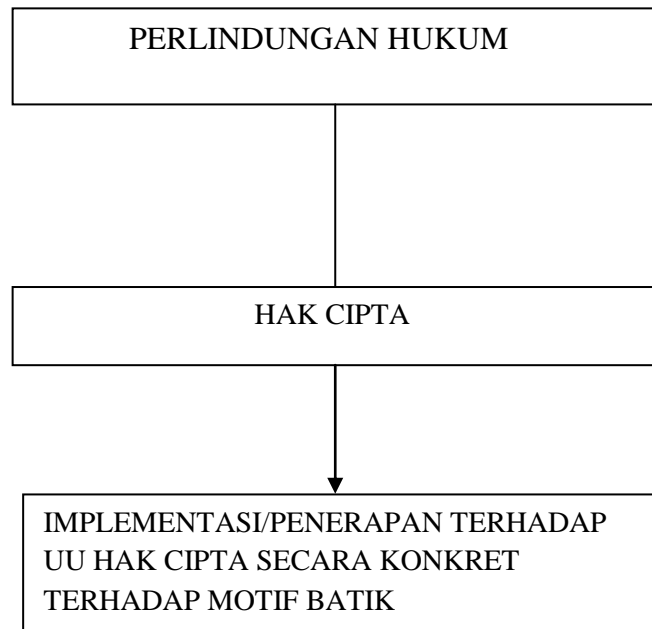 PERLINDUNGAN HUKUM
HAK CIPTA
IMPLEMENTASI/PENERAPAN TERHADAP
UU HAK CIPTA SECARA KONKRET
TERHADAP MOTIF BATIK